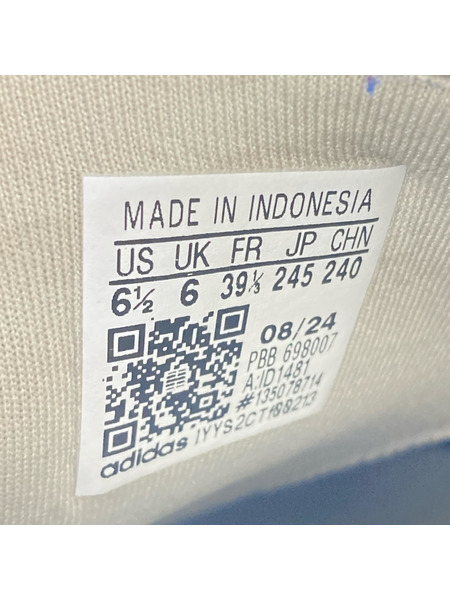 MADE IN INDONESIA
US UK FR JP CHN
6½ 6 39⅓ 245 240
08/24
PBB 698007
A:ID1481
#135078714
adidas IYYS2CTf00213